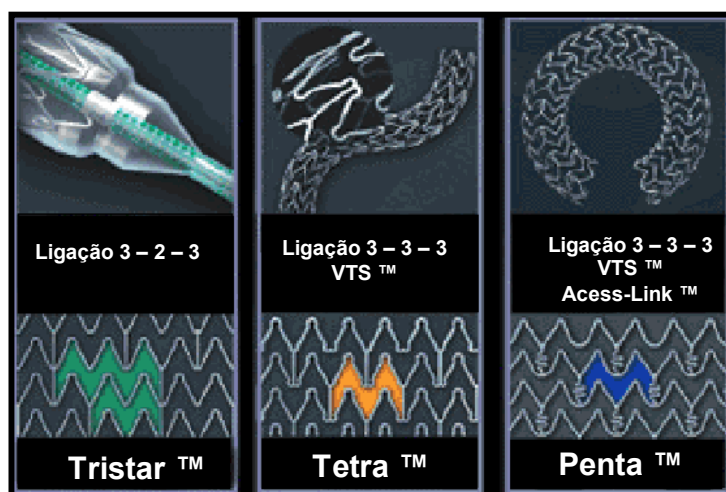 Ligação 3 – 2 – 3
Tristar ™
Ligação 3 – 3 – 3
VTS ™
Tetra ™
Ligação 3 – 3 – 3
VTS ™
Acess-Link ™
Penta ™